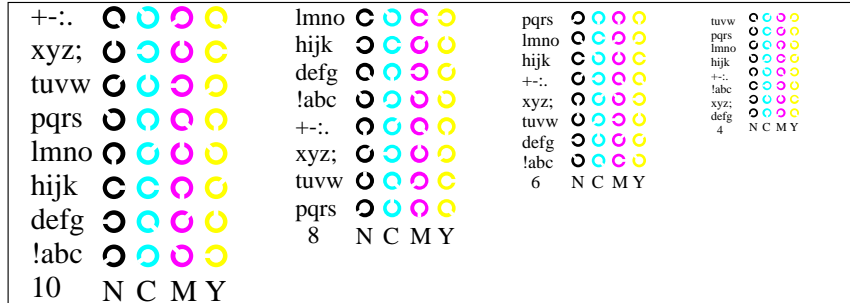 +-:.
xyz;
tuvw
pqrs
lmno
hijk
defg
!abc
10 N C M Y
lmno
hijk
defg
!abc
+-:.
xyz;
tuvw
pqrs
8 N C M Y
pqrs
lmno
hijk
+-:.
xyz;
tuvw
defg
!abc
6 N C M Y
tuvw
pqrs
lmno
hijk
+-:.
!abc
xyz;
defg
4 N C M Y